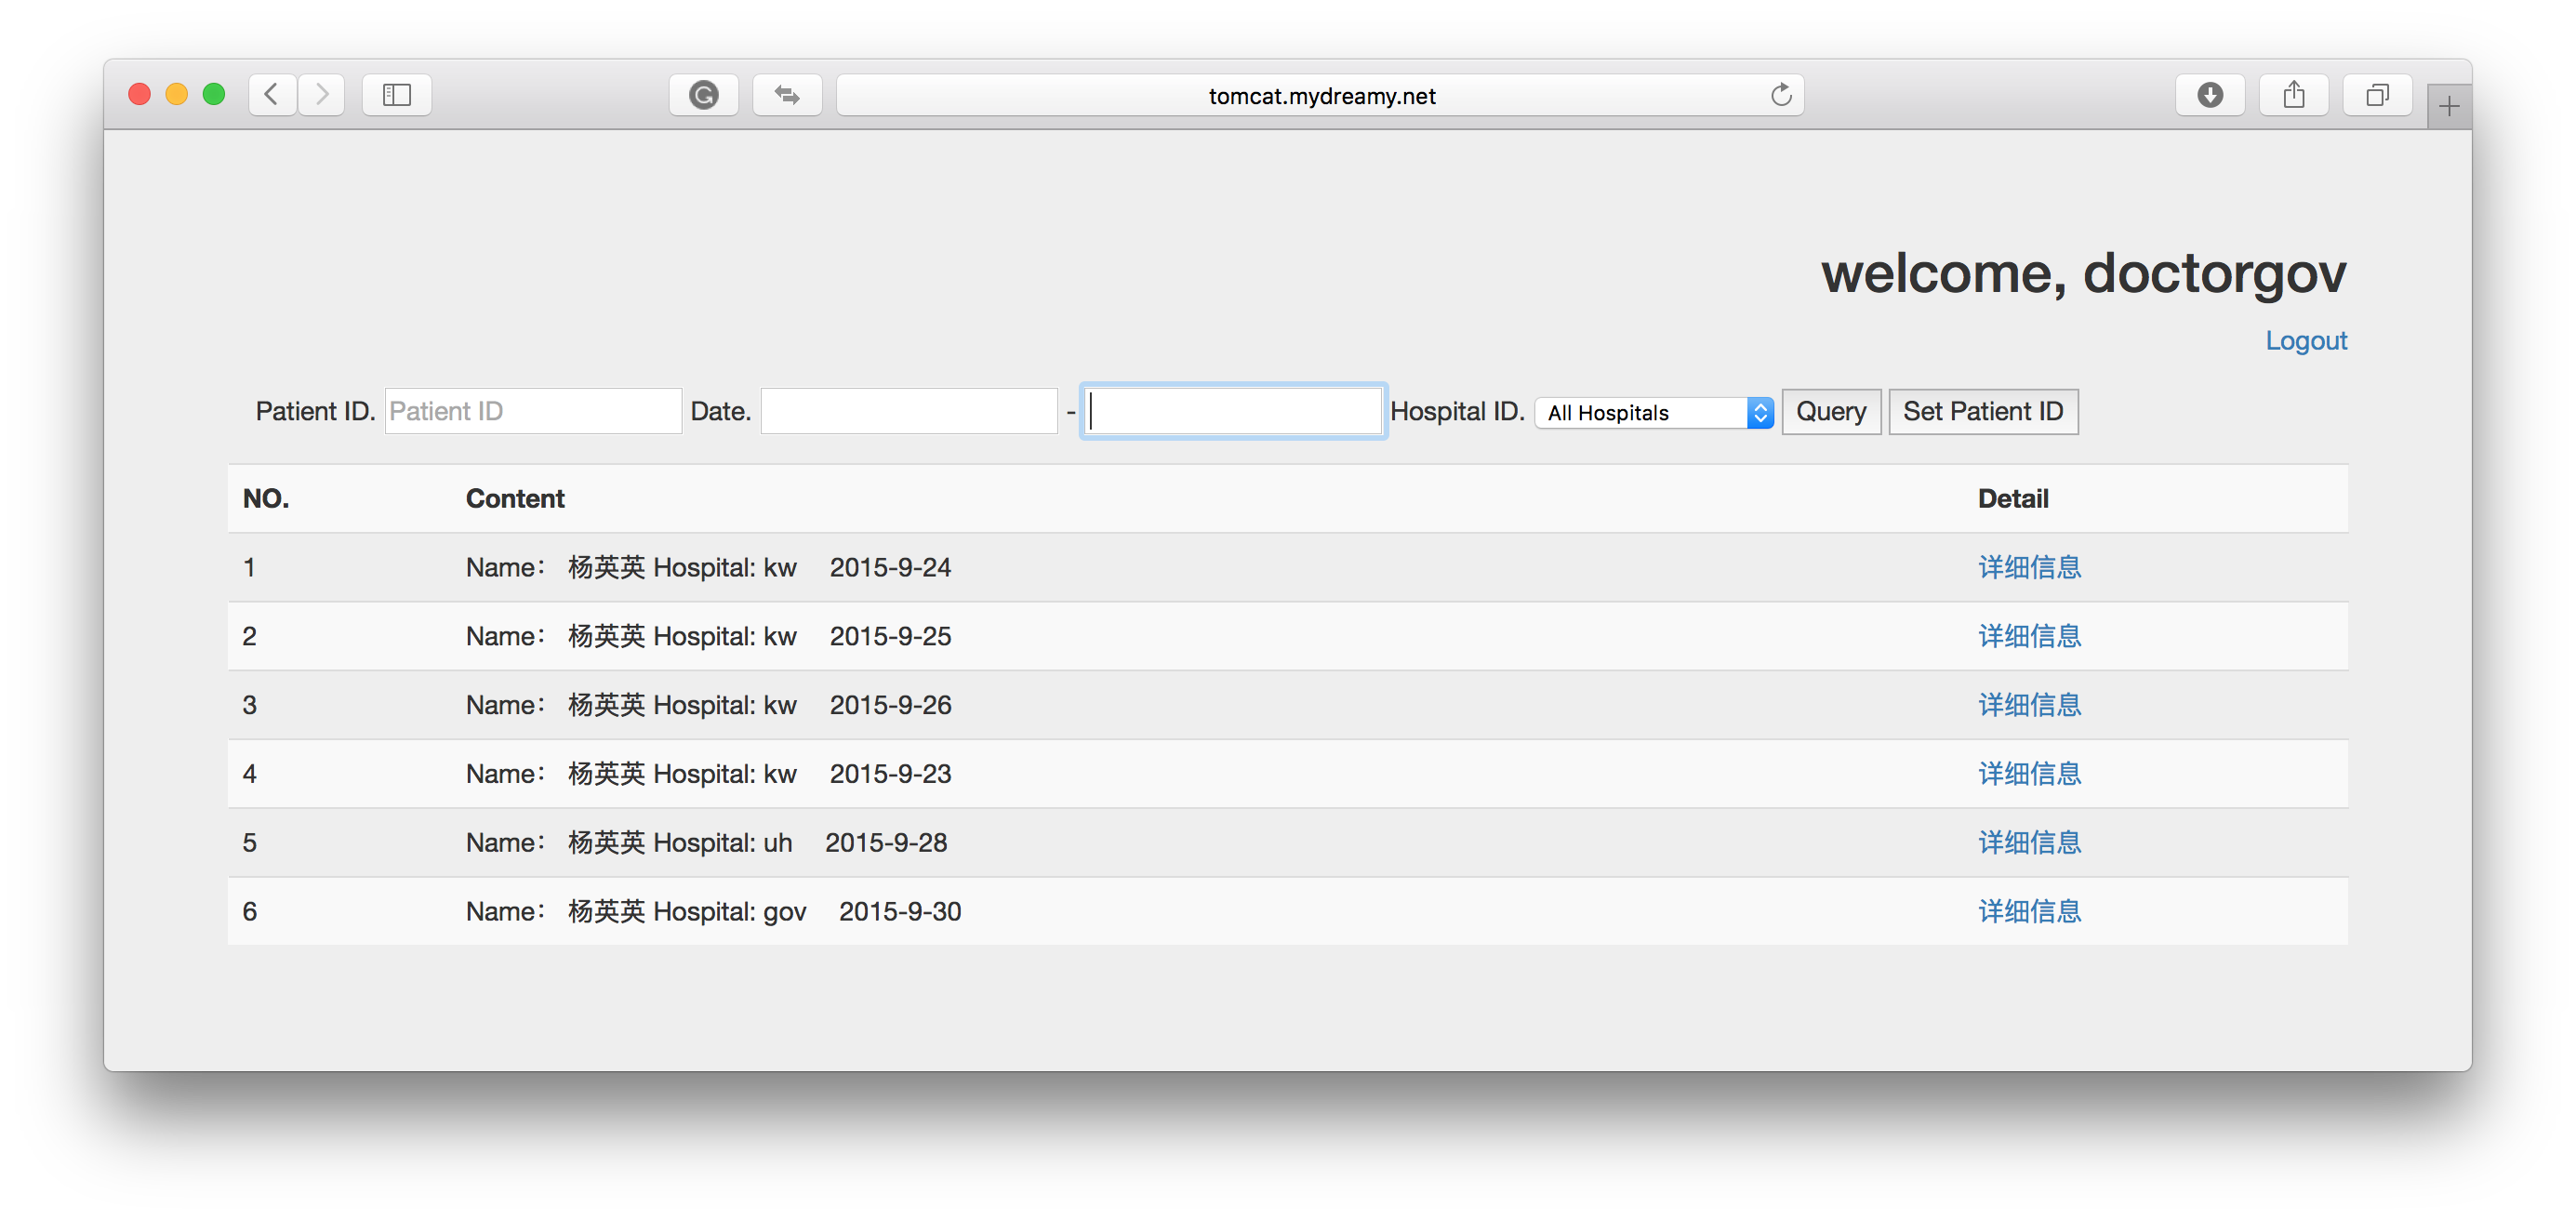 tomcat.mydreamy.net
welcome, doctorgov
Logout
Patient ID. Patient ID Date. - Hospital ID. All Hospitals Query Set Patient ID
NO. Content Detail
1 Name： 杨英英 Hospital: kw 2015-9-24 详细信息
2 Name： 杨英英 Hospital: kw 2015-9-25 详细信息
3 Name： 杨英英 Hospital: kw 2015-9-26 详细信息
4 Name： 杨英英 Hospital: kw 2015-9-23 详细信息
5 Name： 杨英英 Hospital: uh 2015-9-28 详细信息
6 Name： 杨英英 Hospital: gov 2015-9-30 详细信息